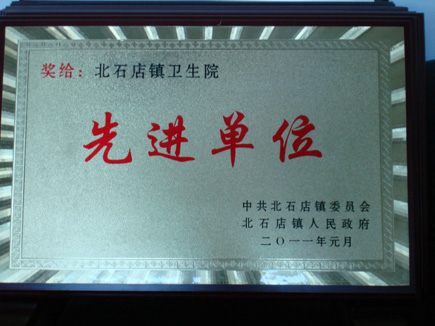 奖给：北石店镇卫生院
先进单位
中共北石店镇委员会
北石店镇人民政府
二〇一一年元月